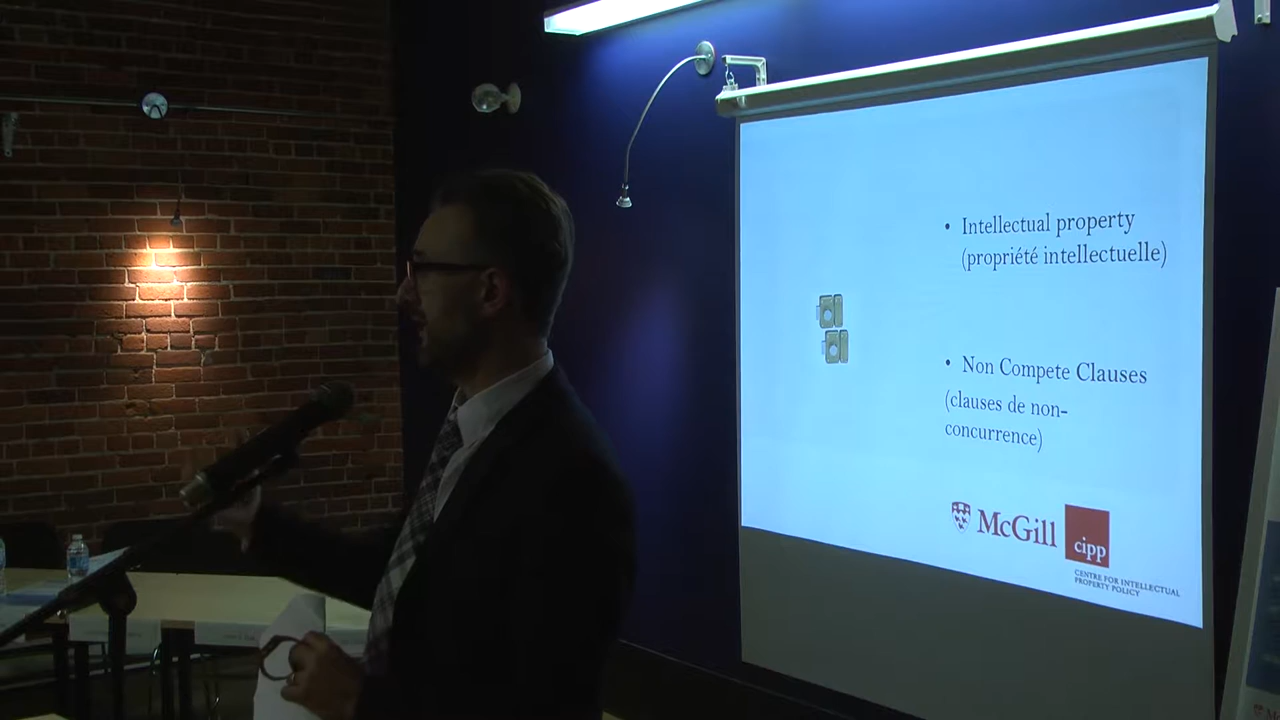 • Intellectual property
(propriété intellectuelle)
• Non Compete Clauses
(clauses de non-
concurrence)
McGill
cipp
CENTRE FOR INTELLECTUAL
PROPERTY POLICY